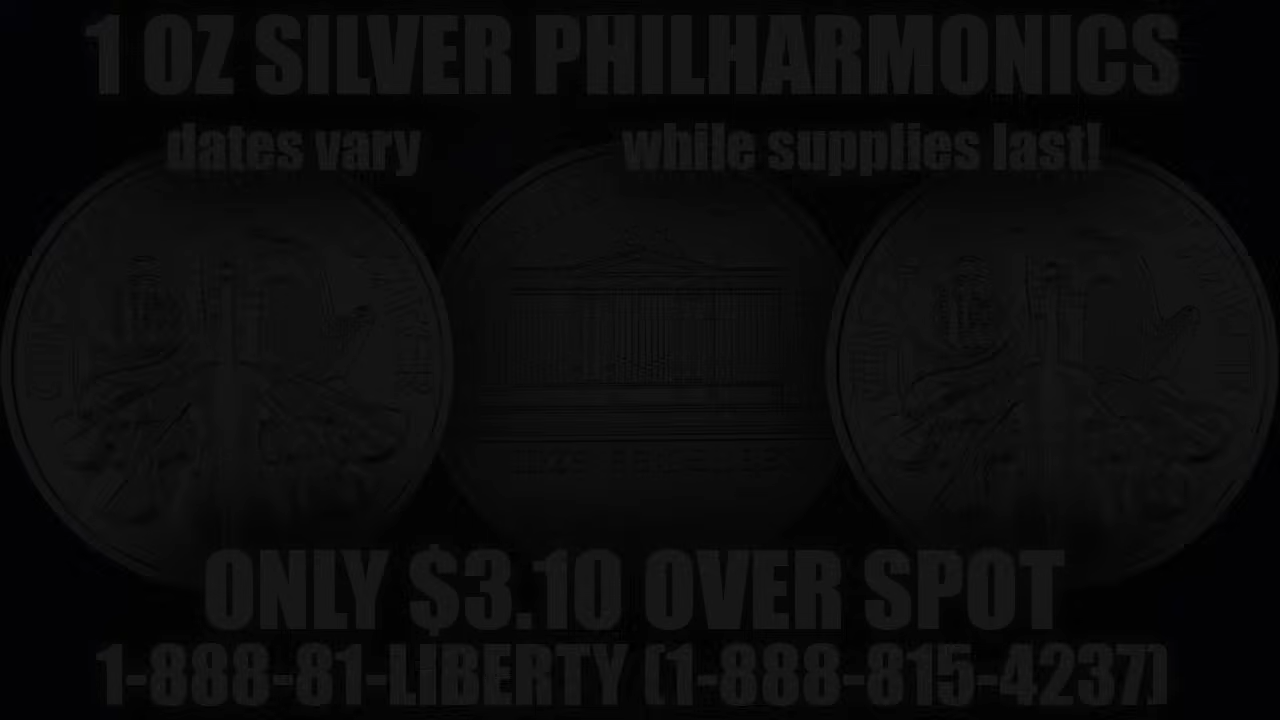 1 OZ SILVER PHILHARMONICS
dates vary while supplies last!
ONLY $3.10 OVER SPOT
1-888-81-LIBERTY (1-888-815-4237)